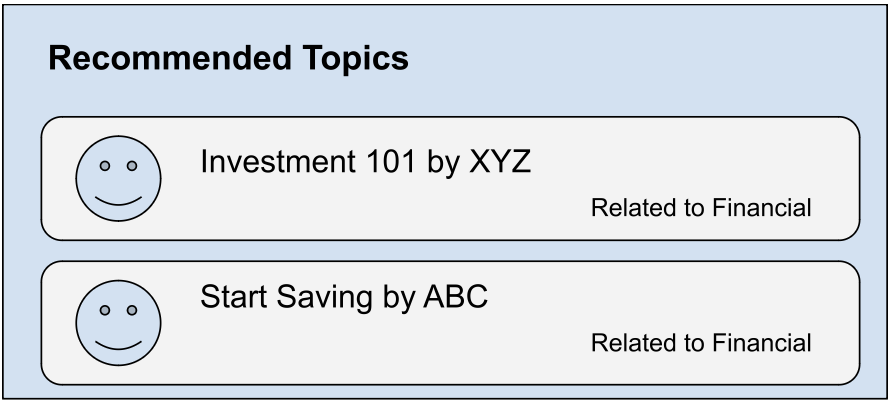 Recommended Topics
Investment 101 by XYZ
Related to Financial
Start Saving by ABC
Related to Financial